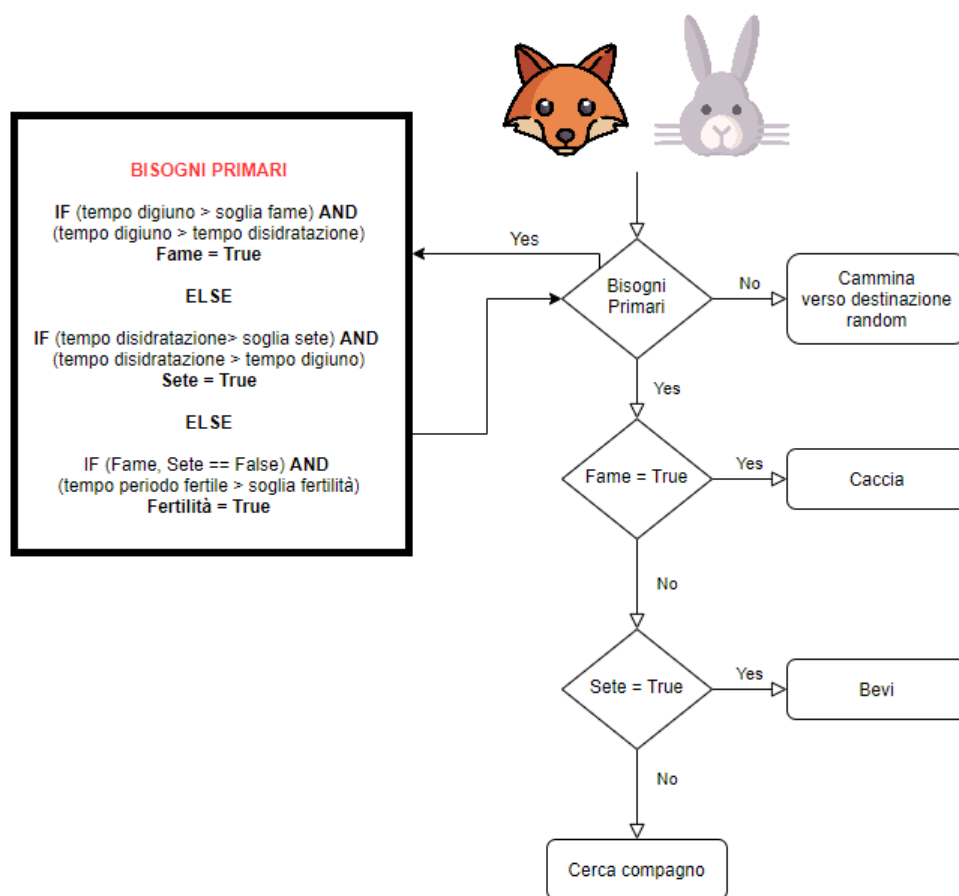 BISOGNI PRIMARI
IF (tempo digiuno > soglia fame) AND
(tempo digiuno > tempo disidratazione)
Fame = True
ELSE
IF (tempo disidratazione> soglia sete) AND
(tempo disidratazione > tempo digiuno)
Sete = True
ELSE
IF (Fame, Sete == False) AND
(tempo periodo fertile > soglia fertilità)
Fertilità = True
Yes
Bisogni
Primari
No
Cammina
verso destinazione
random
Yes
Fame = True
Yes
Caccia
No
Sete = True
Yes
Bevi
No
Cerca compagno